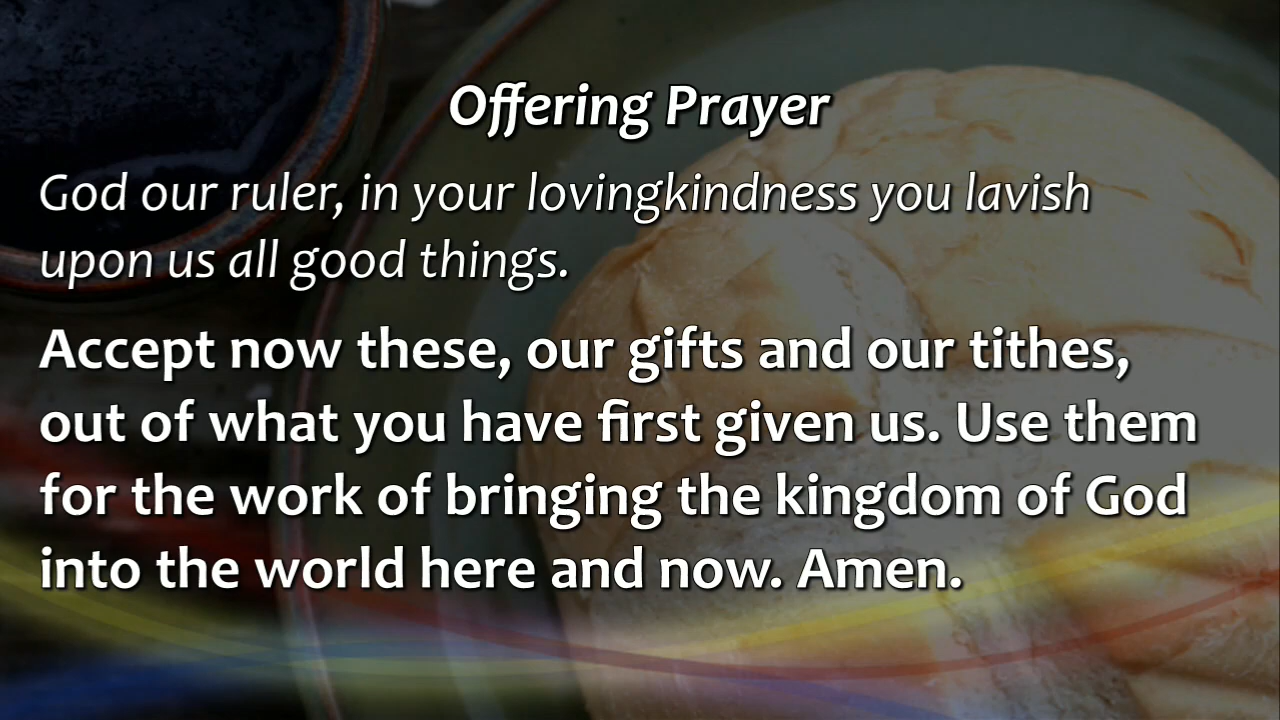 Offering Prayer
God our ruler, in your lovingkindness you lavish
upon us all good things.
Accept now these, our gifts and our tithes,
out of what you have first given us. Use them
for the work of bringing the kingdom of God
into the world here and now. Amen.